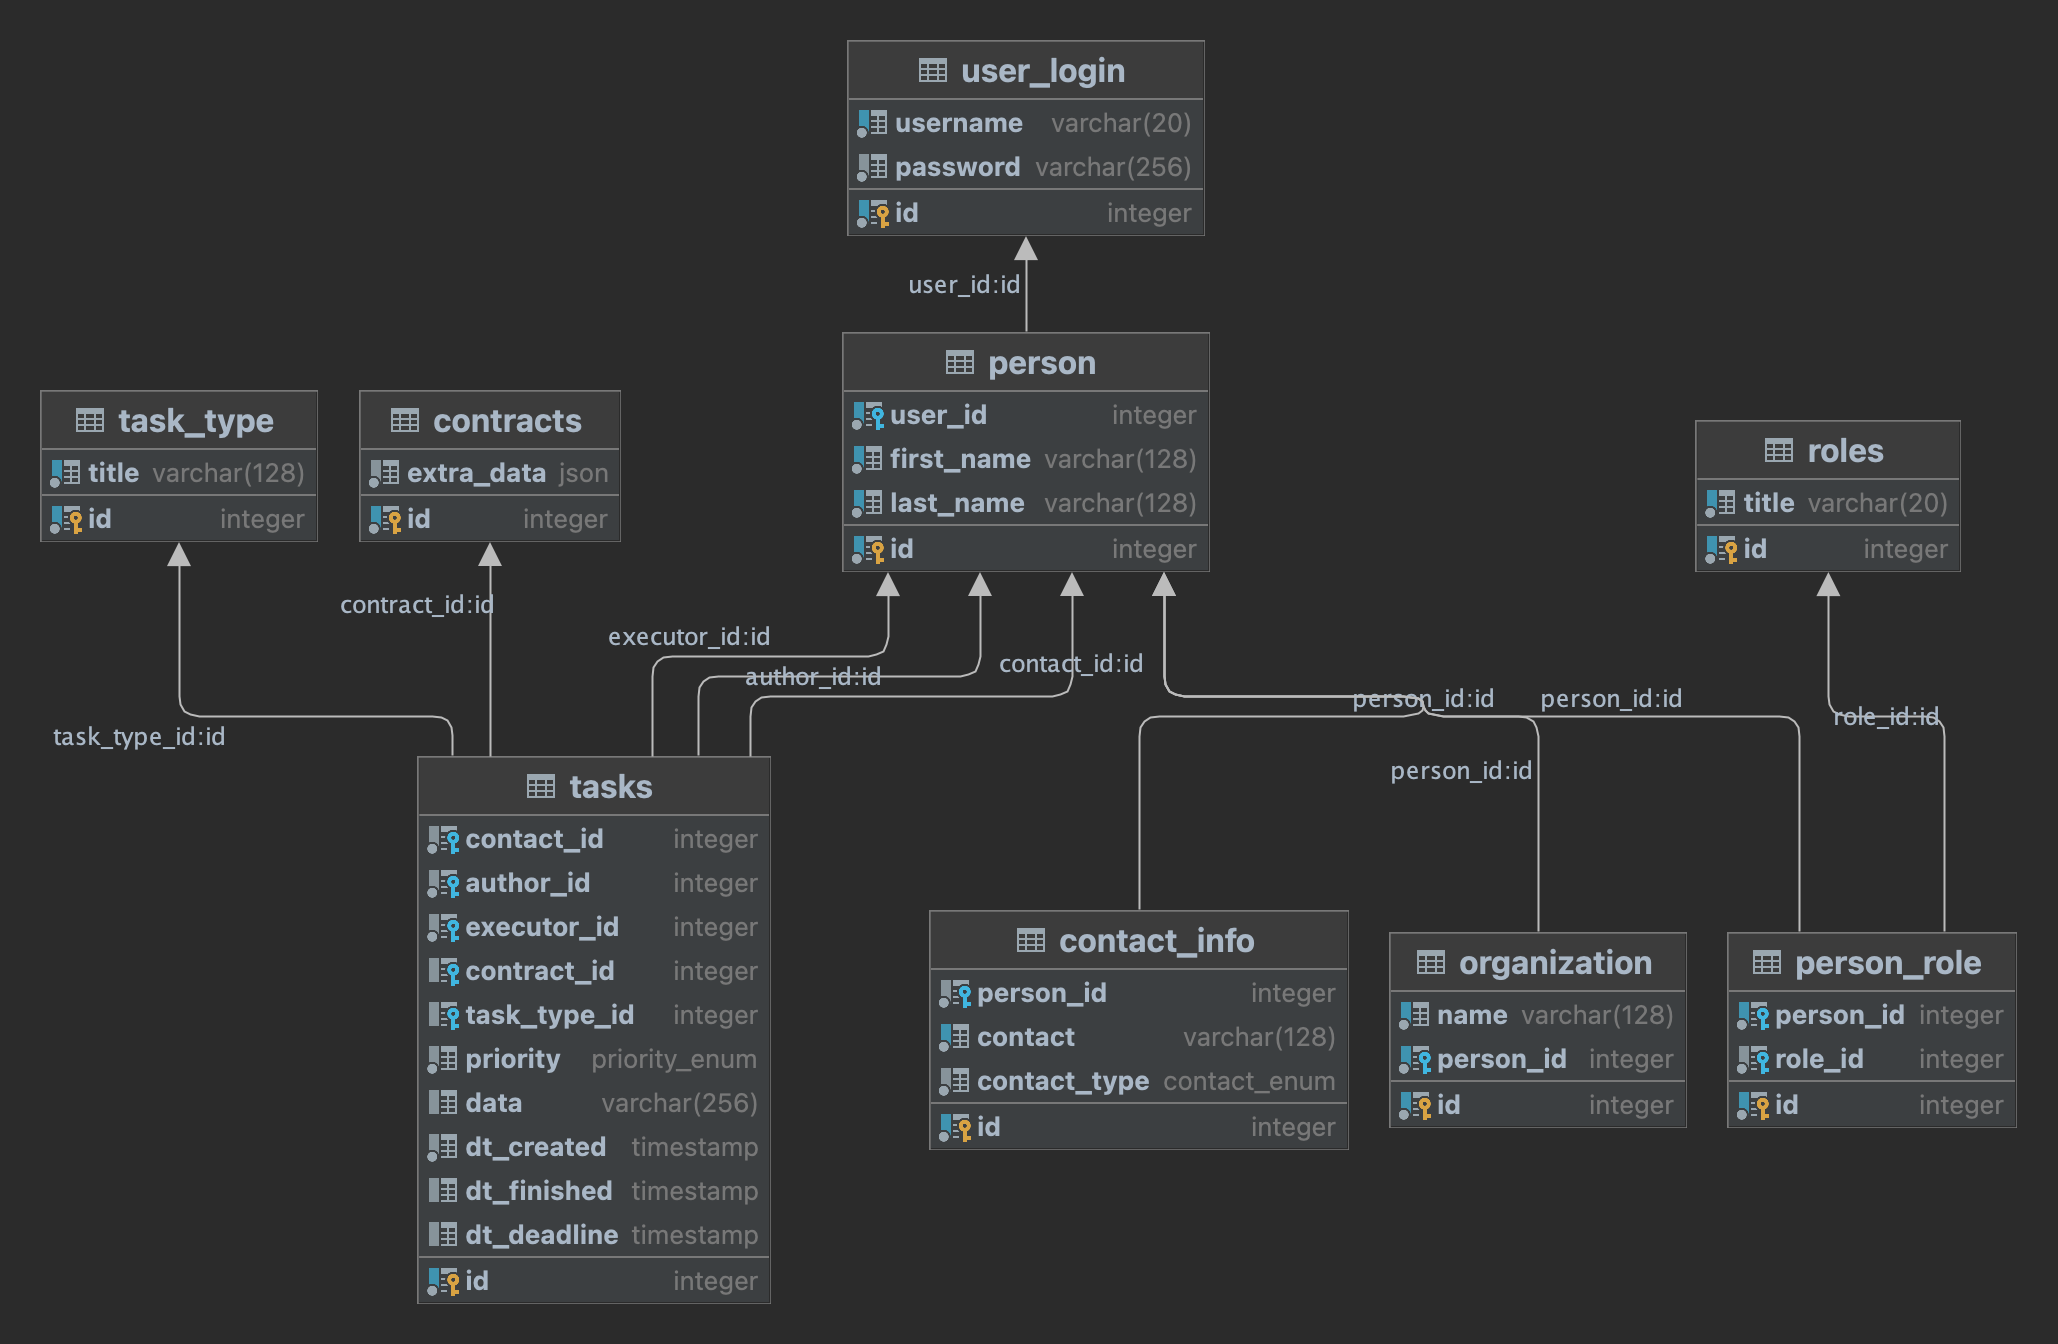 user_login
username varchar(20)
password varchar(256)
id integer
user_id:id
person
user_id integer
first_name varchar(128)
last_name varchar(128)
id integer
task_type
title varchar(128)
id integer
contracts
extra_data json
id integer
roles
title varchar(20)
id integer
contract_id:id
executor_id:id
author_id:id
contact_id:id
person_id:id
person_id:id
role_id:id
task_type_id:id
person_id:id
tasks
contact_id integer
author_id integer
executor_id integer
contract_id integer
task_type_id integer
priority priority_enum
data varchar(256)
dt_created timestamp
dt_finished timestamp
dt_deadline timestamp
id integer
contact_info
person_id integer
contact varchar(128)
contact_type contact_enum
id integer
organization
name varchar(128)
person_id integer
id integer
person_role
person_id integer
role_id integer
id integer